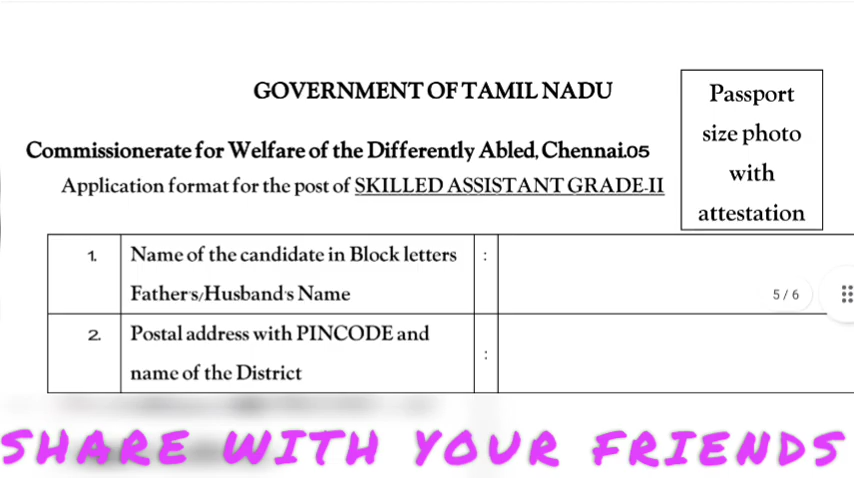 GOVERNMENT OF TAMIL NADU
Passport
size photo
with
attestation
Commissionerate for Welfare of the Differently Abled, Chennai.05
Application format for the post of SKILLED ASSISTANT GRADE-II
1. Name of the candidate in Block letters :
Father's/Husband's Name
5 / 6
2. Postal address with PINCODE and
name of the District :
SHARE WITH YOUR FRIENDS